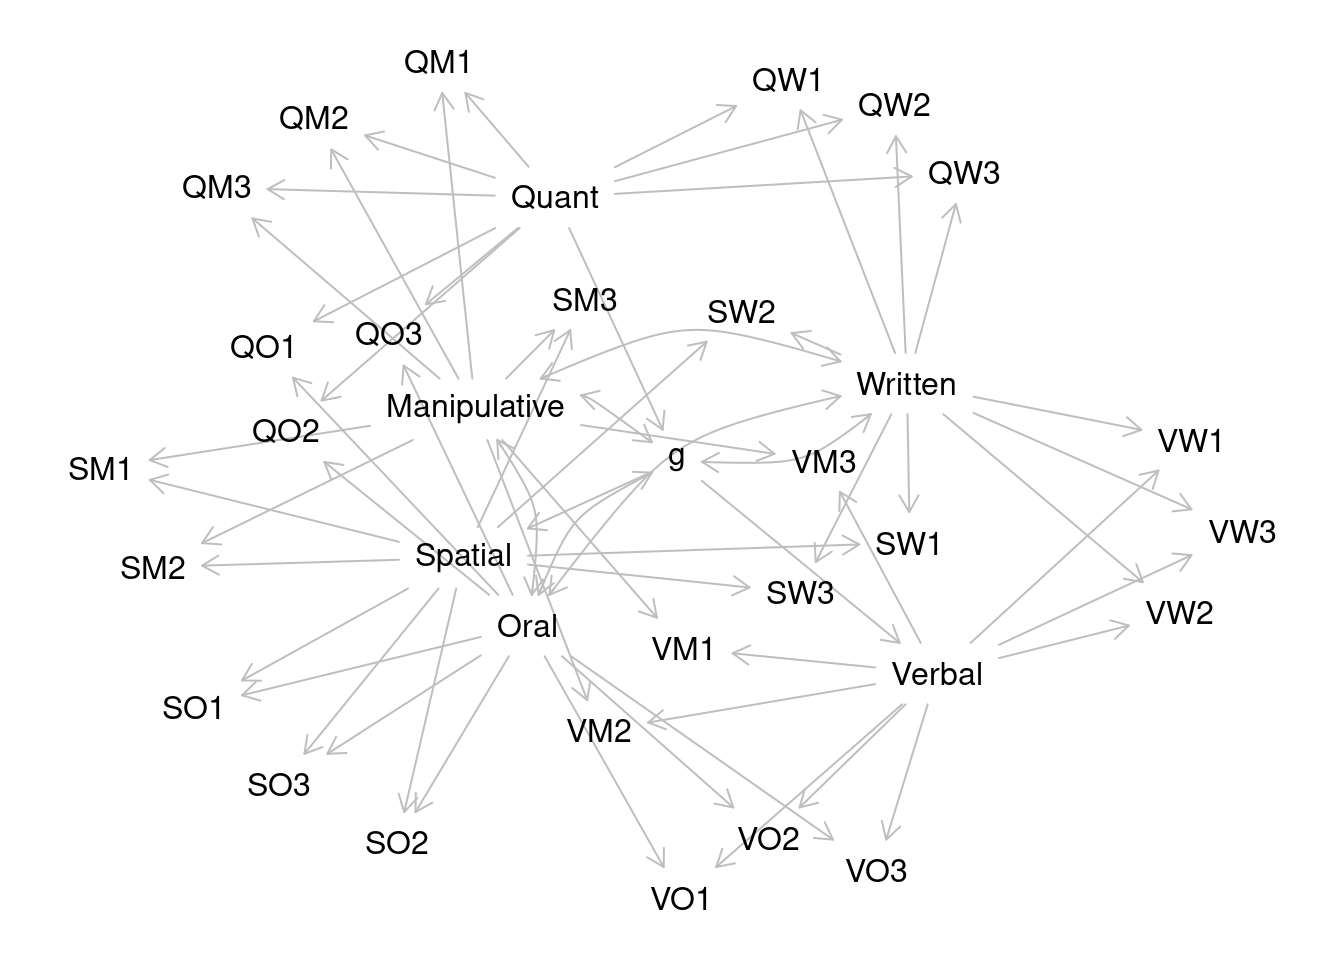 QM1
QW1
QW2
QM2
QW3
QM3
Quant
SM3
SW2
QO3
QO1
Written
Manipulative
QO2
VW1
g
VM3
SM1
VW3
SW1
Spatial
SM2
SW3
VW2
Oral
VM1
Verbal
SO1
VM2
SO3
VO2
SO2
VO3
VO1